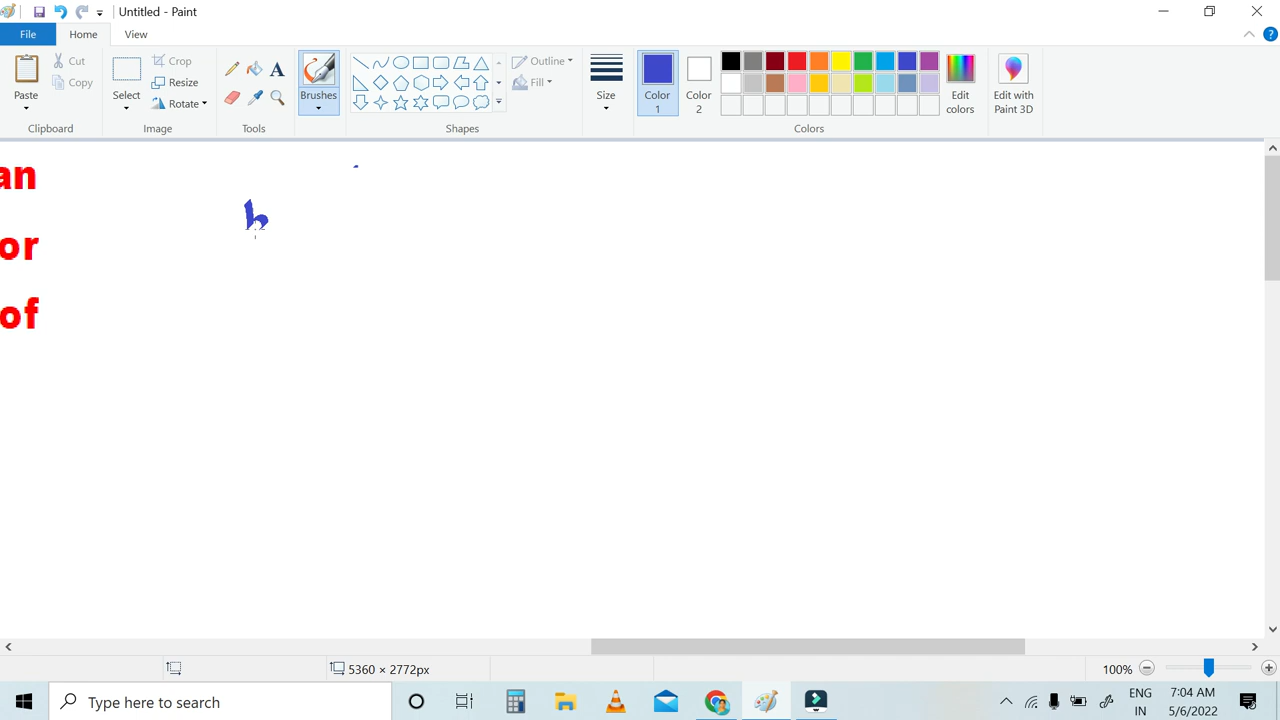 Untitled - Paint
File
Home
View
Paste
Cut
Copy
Clipboard
Select
Crop
Resize
Rotate
Image
A
Tools
Brushes
Outline
Fill
Shapes
Size
Color 1
Color 2
Edit colors
Colors
Edit with Paint 3D
an
or
of
b
5360 × 2772px
100%
Type here to search
ENG
IN
7:04 AM
5/6/2022